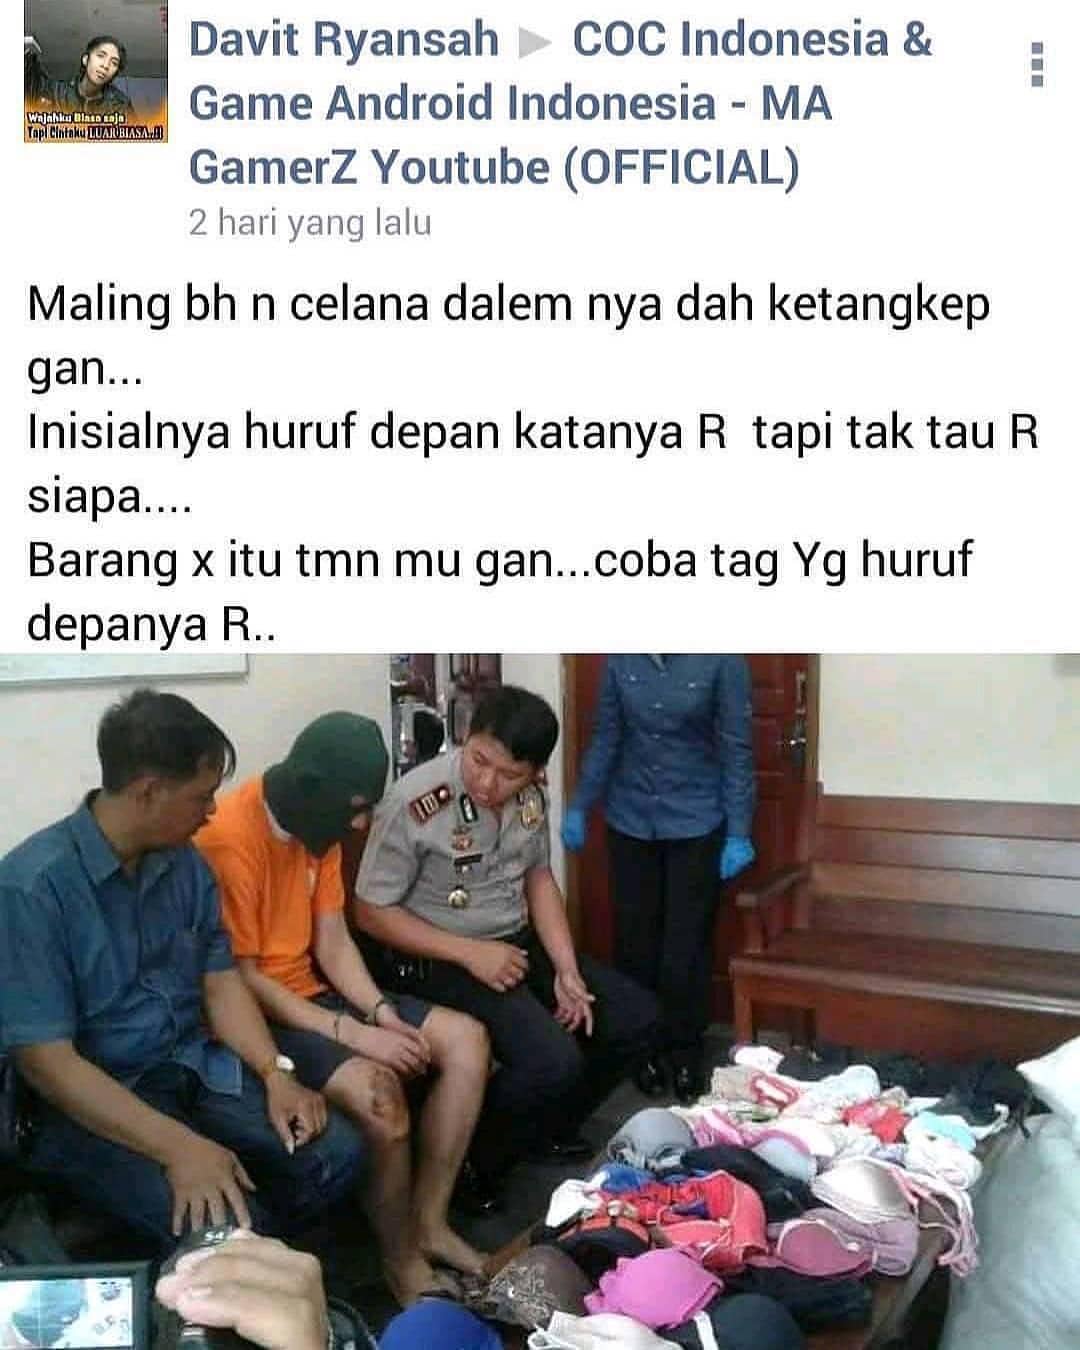 Davit Ryansah ▶ COC Indonesia &
Game Android Indonesia - MA
GamerZ Youtube (OFFICIAL)
2 hari yang lalu
Wajahku Biasa saja
Tapi Cintaku LUAR BIASA..!!
Maling bh n celana dalem nya dah ketangkep
gan...
Inisialnya huruf depan katanya R tapi tak tau R
siapa....
Barang x itu tmn mu gan...coba tag Yg huruf
depanya R..
54